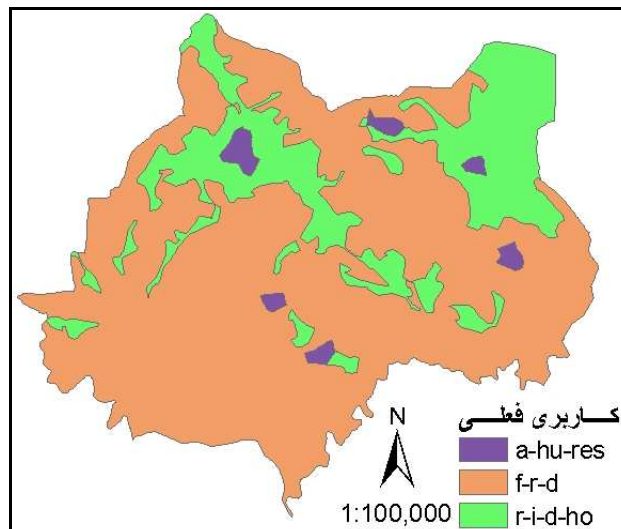 کاربری فعلی
a-hu-res
f-r-d
r-i-d-ho
N
1:100,000